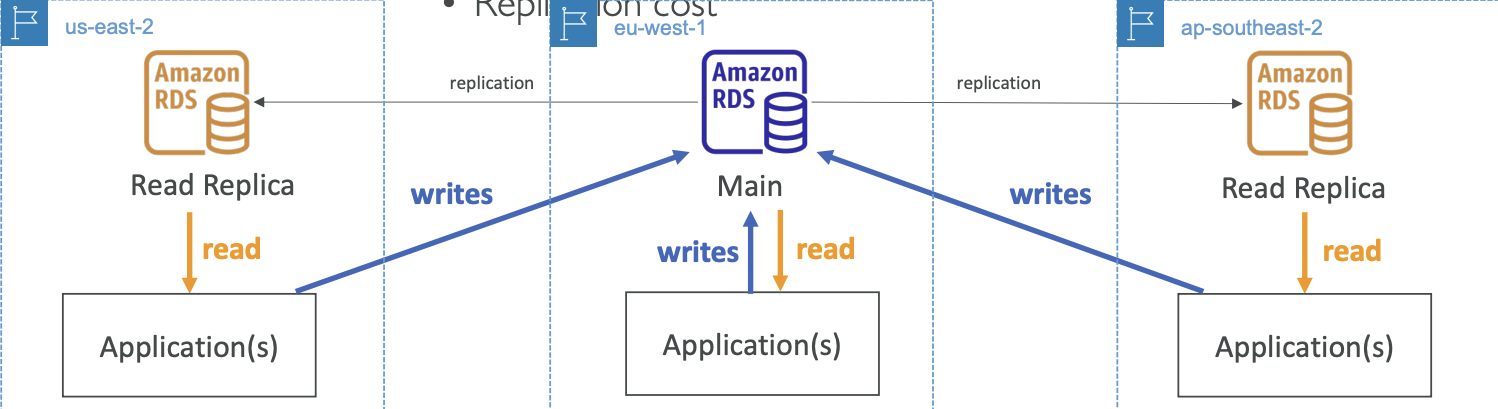 cost
us-east-2
eu-west-1
ap-southeast-2
Amazon
RDS
replication
Amazon
RDS
replication
Amazon
RDS
Read Replica
writes
Main
writes
Read Replica
read
writes
read
read
Application(s)
Application(s)
Application(s)